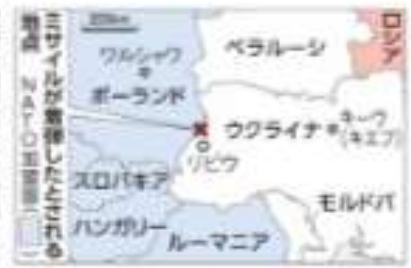 ミサイルが着弾したとされる
地点
NATO加盟国
200km
ロシア
ベラルーシ
ワルシャワ
ポーランド
ウクライナ
キーウ
(キエフ)
リビウ
スロバキア
モルドバ
ハンガリー
ルーマニア